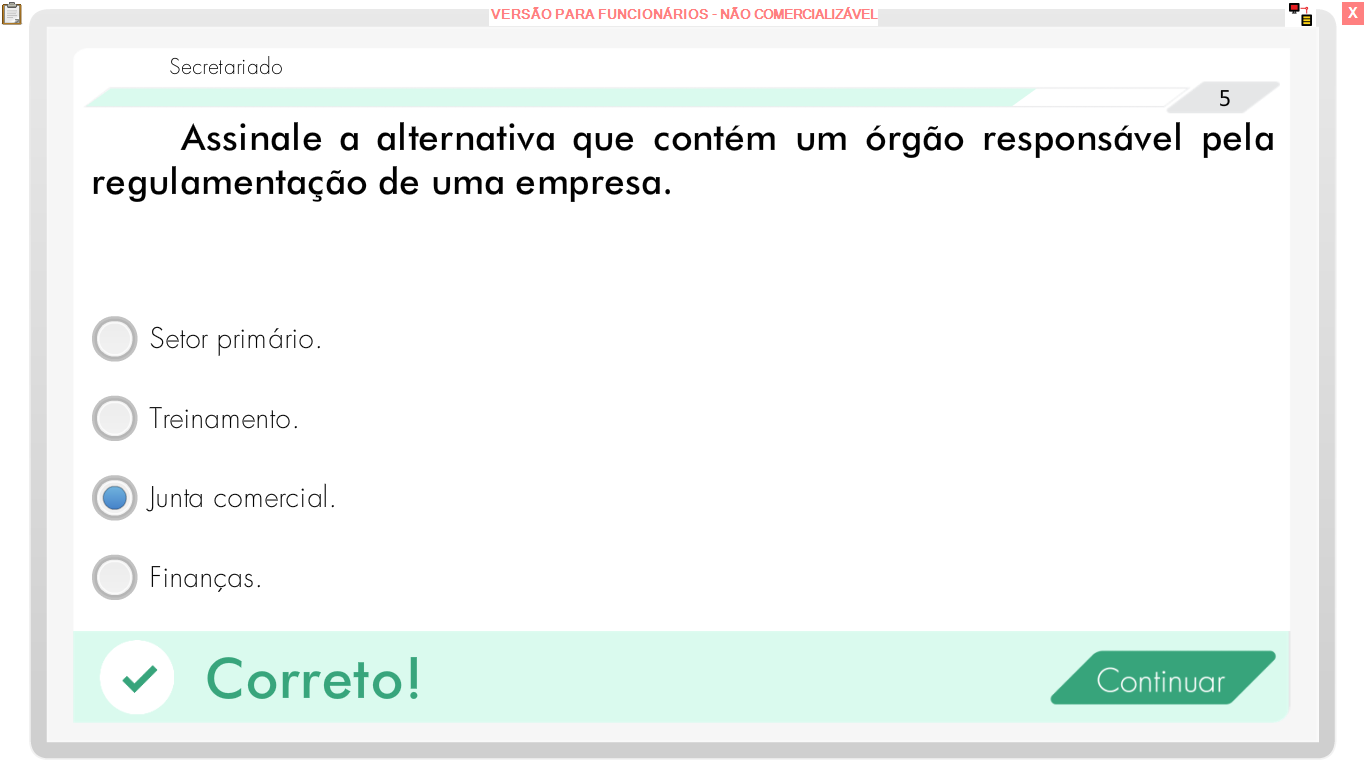 VERSÃO PARA FUNCIONÁRIOS - NÃO COMERCIALIZÁVEL
X
Secretariado
5
Assinale a alternativa que contém um órgão responsável pela
regulamentação de uma empresa.
Setor primário.
Treinamento.
Junta comercial.
Finanças.
Correto!
Continuar